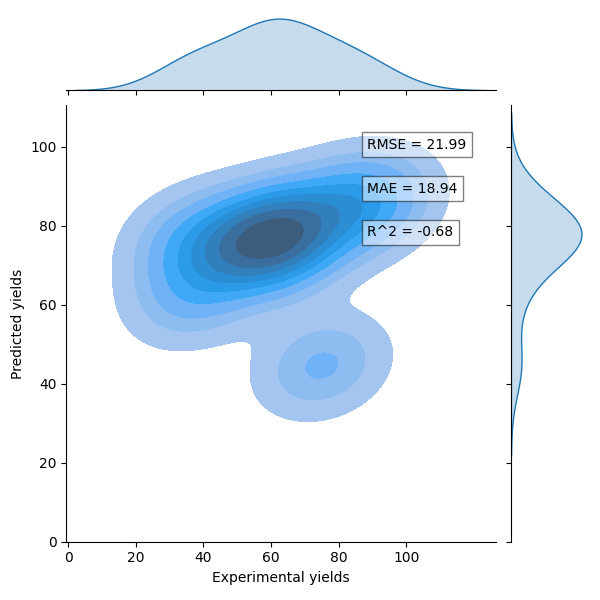 RMSE = 21.99
MAE = 18.94
R^2 = -0.68
100
80
60
40
20
0
Predicted yields
0 20 40 60 80 100
Experimental yields